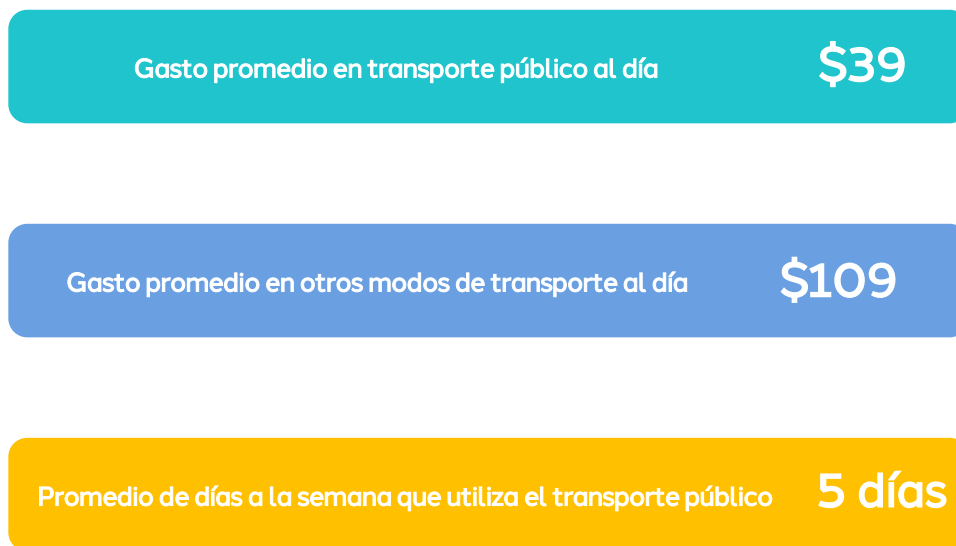 Gasto promedio en transporte público al día $39
Gasto promedio en otros modos de transporte al día $109
Promedio de días a la semana que utiliza el transporte público 5 días